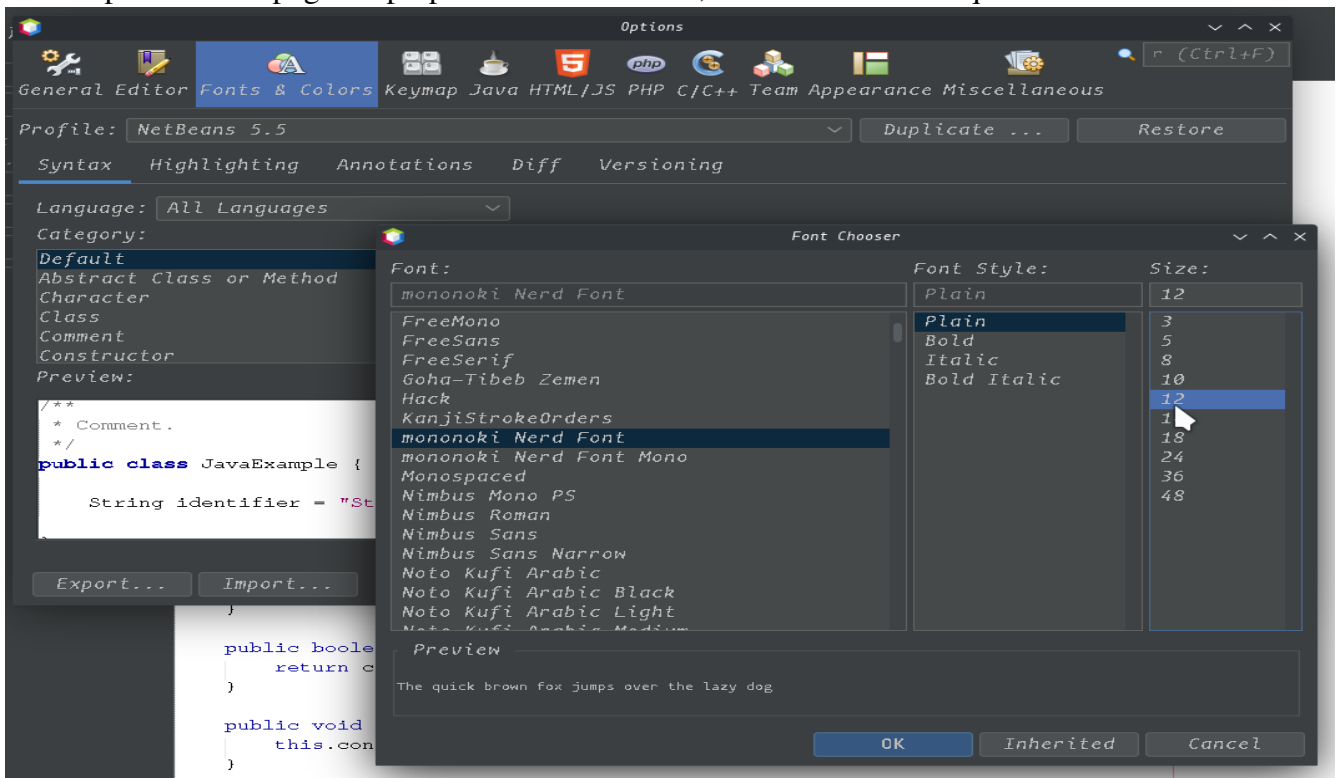 Options
r (Ctrl+F)
General Editor Fonts & Colors Keymap Java HTML/JS PHP C/C++ Team Appearance Miscellaneous
Profile: NetBeans 5.5 Duplicate ... Restore
Syntax Highlighting Annotations Diff Versioning
Language: All Languages
Category:
Default
Abstract Class or Method
Character
Class
Comment
Constructor
Preview:
/**
* Comment.
*/
public class JavaExample {
String identifier = "St
Export... Import...
}
public boole
return c
}
public void
this.con
}
Font Chooser
Font: Font Style: Size:
mononoki Nerd Font Plain 12
FreeMono
FreeSans
FreeSerif
Goha-Tibeb Zemen
Hack
KanjiStrokeOrders
mononoki Nerd Font
mononoki Nerd Font Mono
Monospaced
Nimbus Mono PS
Nimbus Roman
Nimbus Sans
Nimbus Sans Narrow
Noto Kufi Arabic
Noto Kufi Arabic Black
Noto Kufi Arabic Light
Plain
Bold
Italic
Bold Italic
3
5
8
10
12
18
24
36
48
Preview
The quick brown fox jumps over the lazy dog
OK Inherited Cancel